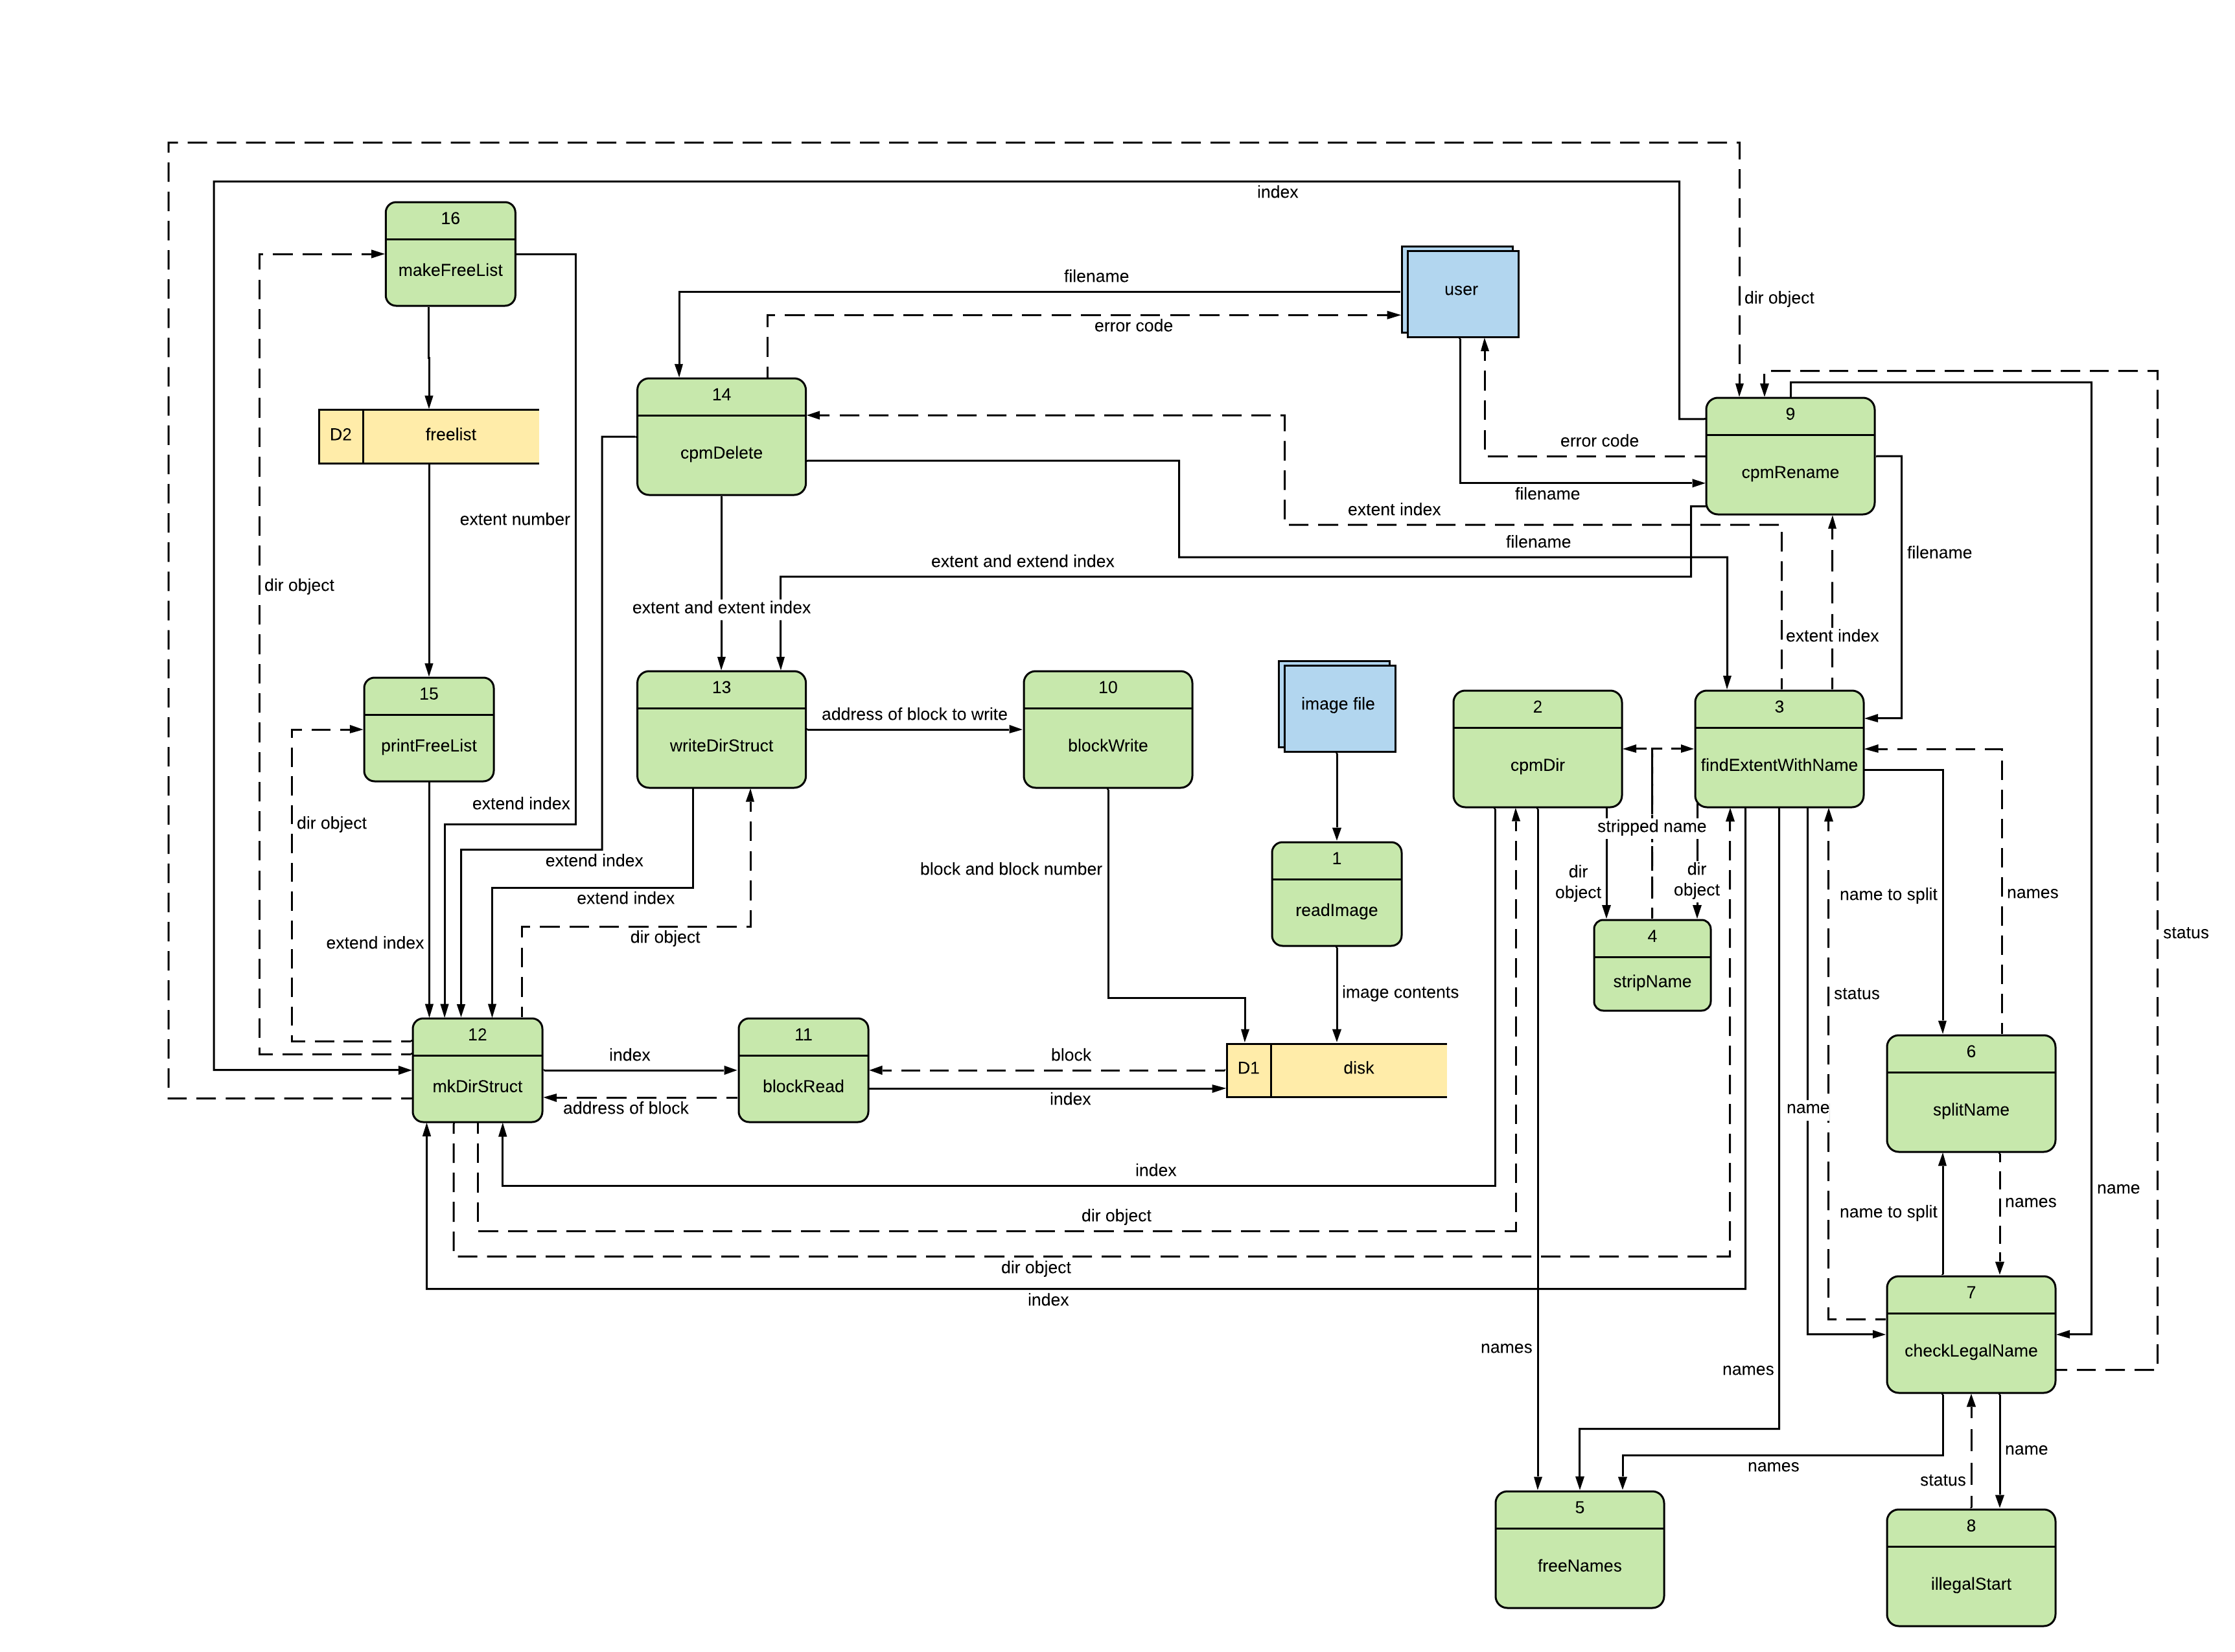 index
16
makeFreeList
filename
user
dir object
error code
14
cpmDelete
9
cpmRename
error code
filename
D2
freelist
extent number
extent index
filename
filename
extent and extend index
dir object
extent and extent index
extent index
15
printFreeList
13
writeDirStruct
address of block to write
10
blockWrite
image file
2
cpmDir
3
findExtentWithName
extend index
dir object
stripped name
extend index
block and block number
1
readImage
dir
object
dir
object
name to split
names
extend index
dir object
extend index
4
stripName
status
image contents
status
12
mkDirStruct
index
11
blockRead
block
D1
disk
index
address of block
6
splitName
name
index
dir object
name
names
name to split
dir object
index
7
checkLegalName
names
names
names
name
status
5
freeNames
8
illegalStart